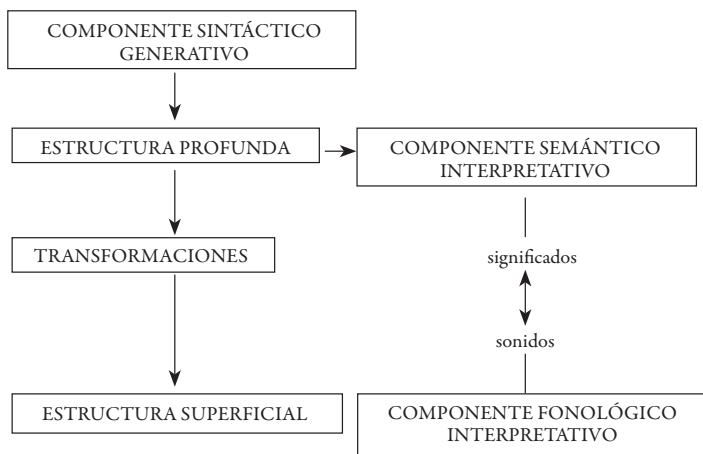 COMPONENTE SINTÁCTICO
GENERATIVO
ESTRUCTURA PROFUNDA
COMPONENTE SEMÁNTICO
INTERPRETATIVO
TRANSFORMACIONES
significados
sonidos
ESTRUCTURA SUPERFICIAL
COMPONENTE FONOLÓGICO
INTERPRETATIVO